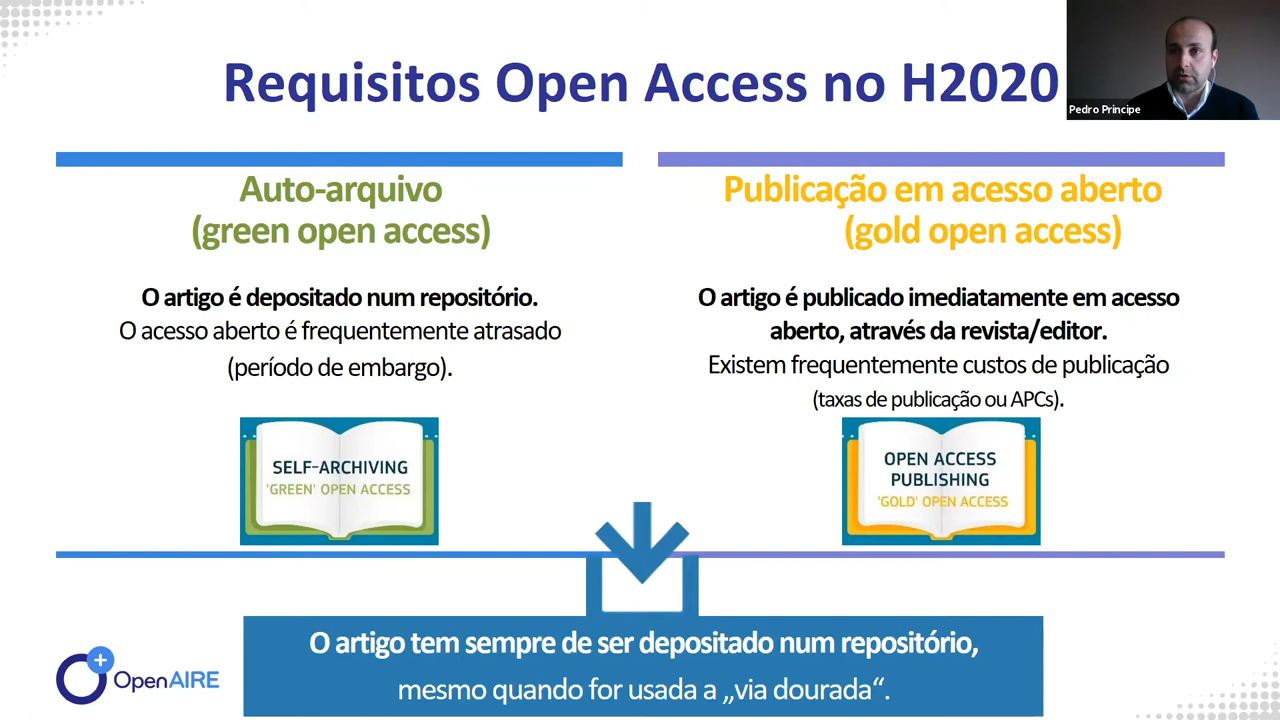 Requisitos Open Access no H2020
Pedro Principe
Auto-arquivo
(green open access)
O artigo é depositado num repositório.
O acesso aberto é frequentemente atrasado
(período de embargo).
SELF-ARCHIVING
'GREEN' OPEN ACCESS
Publicação em acesso aberto
(gold open access)
O artigo é publicado imediatamente em acesso
aberto, através da revista/editor.
Existem frequentemente custos de publicação
(taxas de publicação ou APCs).
OPEN ACCESS
PUBLISHING
'GOLD' OPEN ACCESS
O artigo tem sempre de ser depositado num repositório,
mesmo quando for usada a „via dourada“.
OpenAIRE